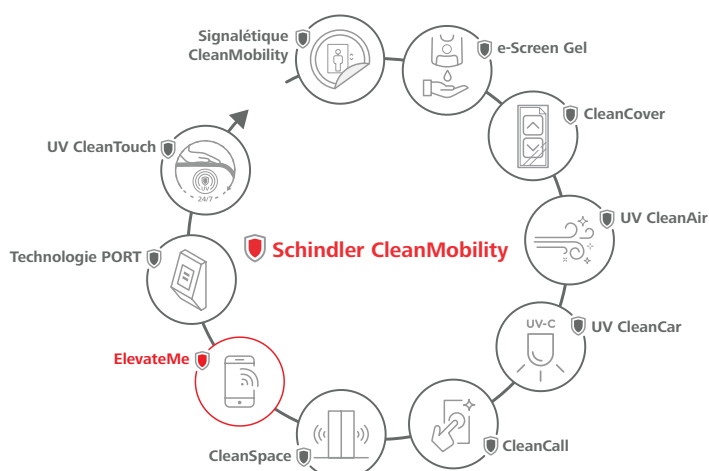 Signalétique
CleanMobility
e-Screen Gel
CleanCover
UV CleanTouch
UV
24/7
UV CleanAir
Schindler CleanMobility
Technologie PORT
UV-C
UV CleanCar
ElevateMe
CleanCall
CleanSpace